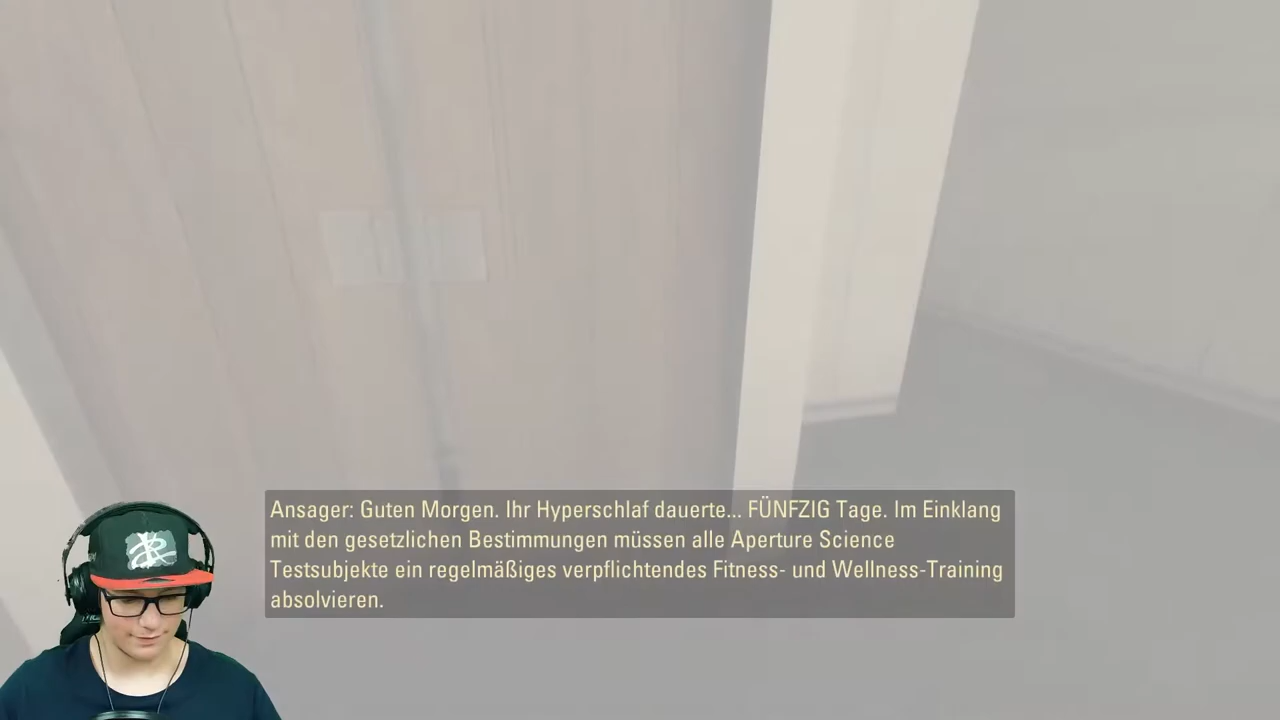 Ansager: Guten Morgen. Ihr Hyperschlaf dauerte... FÜNFZIG Tage. Im Einklang
mit den gesetzlichen Bestimmungen müssen alle Aperture Science
Testsubjekte ein regelmäßiges verpflichtendes Fitness- und Wellness-Training
absolvieren.